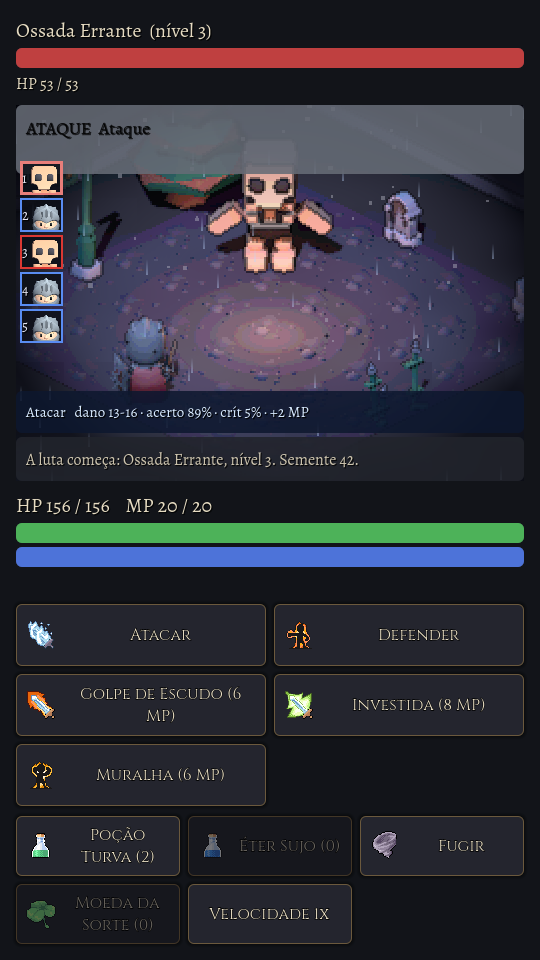 Ossada Errante (nível 3)
HP 53 / 53
ATAQUE Ataque
1
2
3
4
5
Atacar dano 13-16 · acerto 89% · crít 5% · +2 MP
A luta começa: Ossada Errante, nível 3. Semente 42.
HP 156 / 156 MP 20 / 20
Atacar
Defender
Golpe de Escudo (6
MP)
Investida (8 MP)
Muralha (6 MP)
Poção
Turva (2)
Éter Sujo (0)
Fugir
Moeda da
Sorte (0)
Velocidade 1x